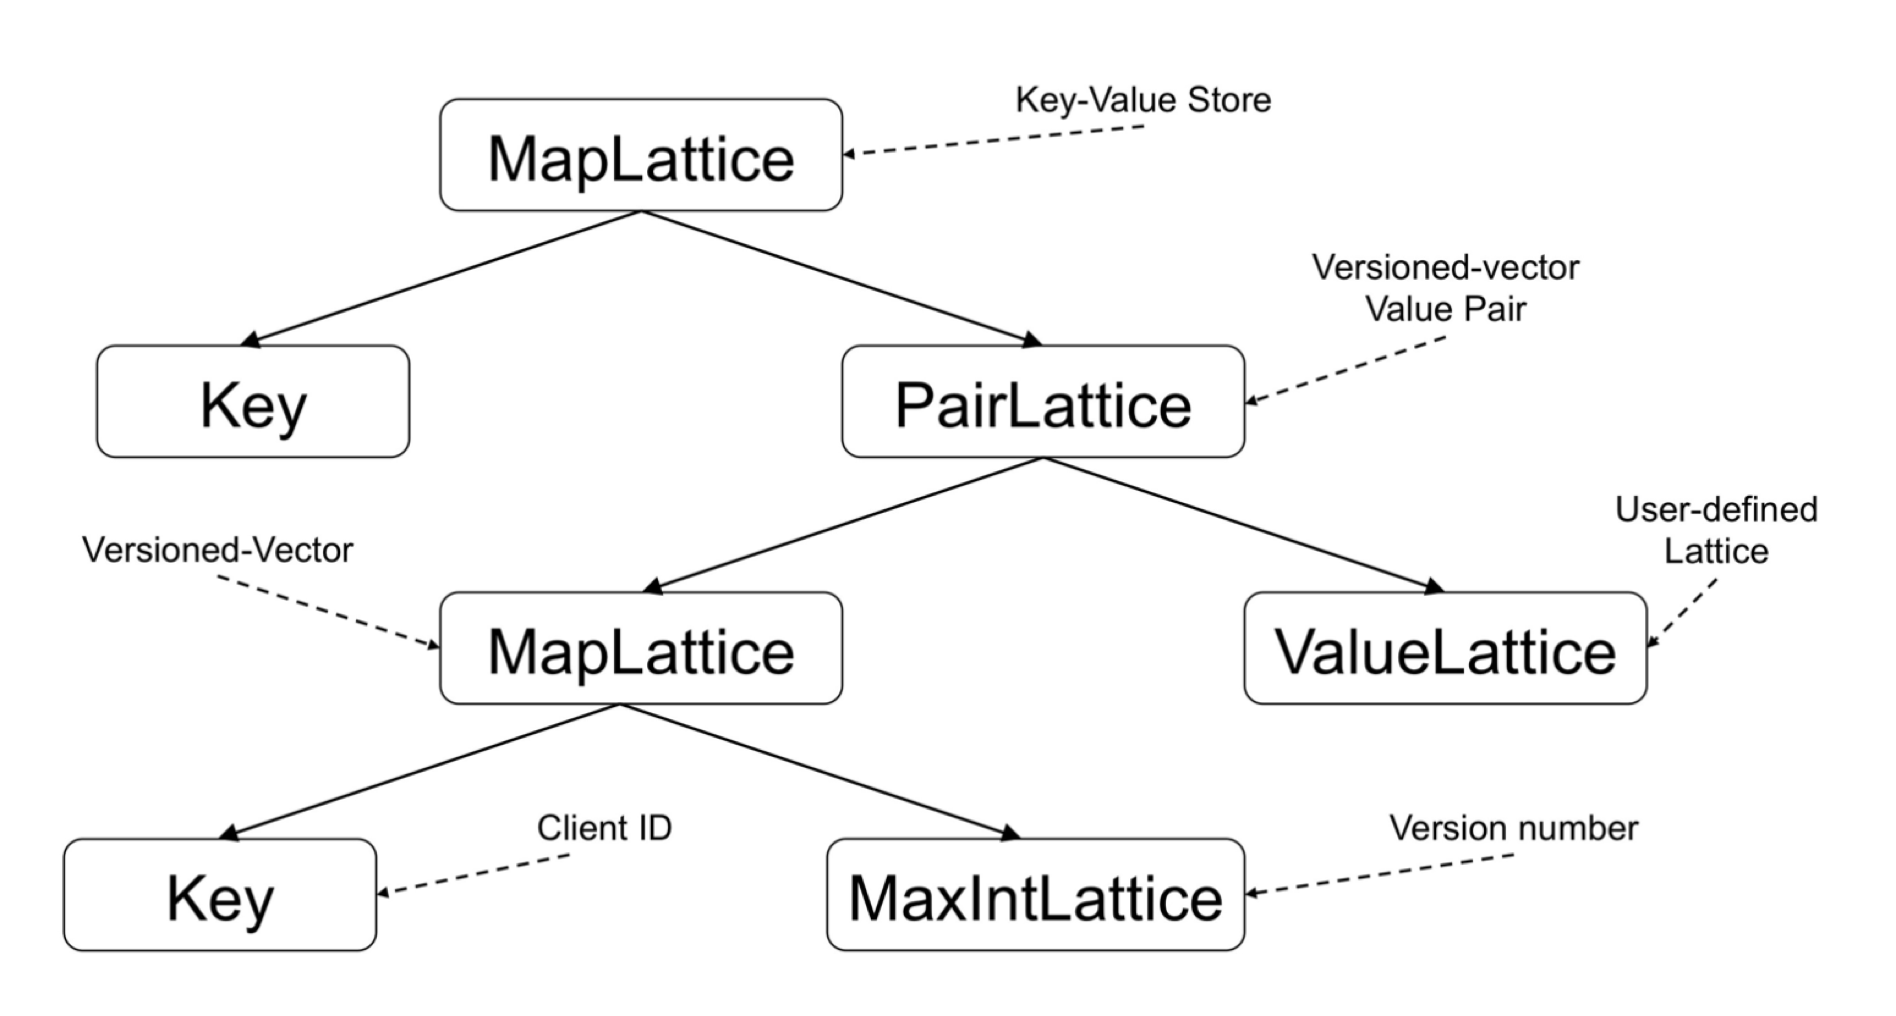 Key-Value Store
MapLattice
Versioned-vector
Value Pair
Key
PairLattice
User-defined
Lattice
Versioned-Vector
MapLattice
ValueLattice
Client ID
Version number
Key
MaxIntLattice